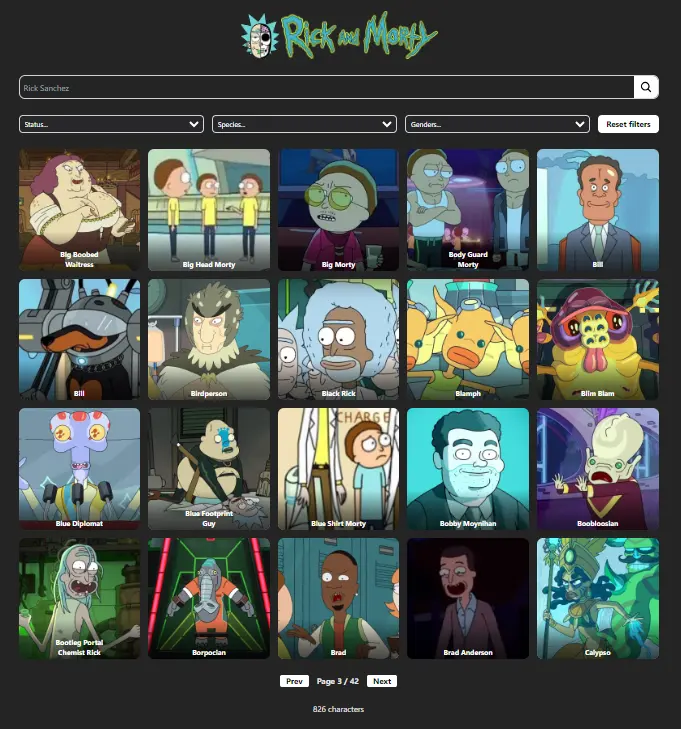 Rick and Morty
Rick Sanchez
Status...
Species...
Genders...
Reset filters
Big Boobed
Waitress
Big Head Morty
Big Morty
Body Guard
Morty
Bill
Bill
Birdperson
Black Rick
Blamph
Blim Blam
Blue Diplomat
Blue Footprint
Guy
CHARGE
Blue Shirt Morty
Bobby Moynihan
Boobloosian
Bootleg Portal
Chemist Rick
Borpocian
Brad
Brad Anderson
Calypso
Prev
Page 3 / 42
Next
826 characters